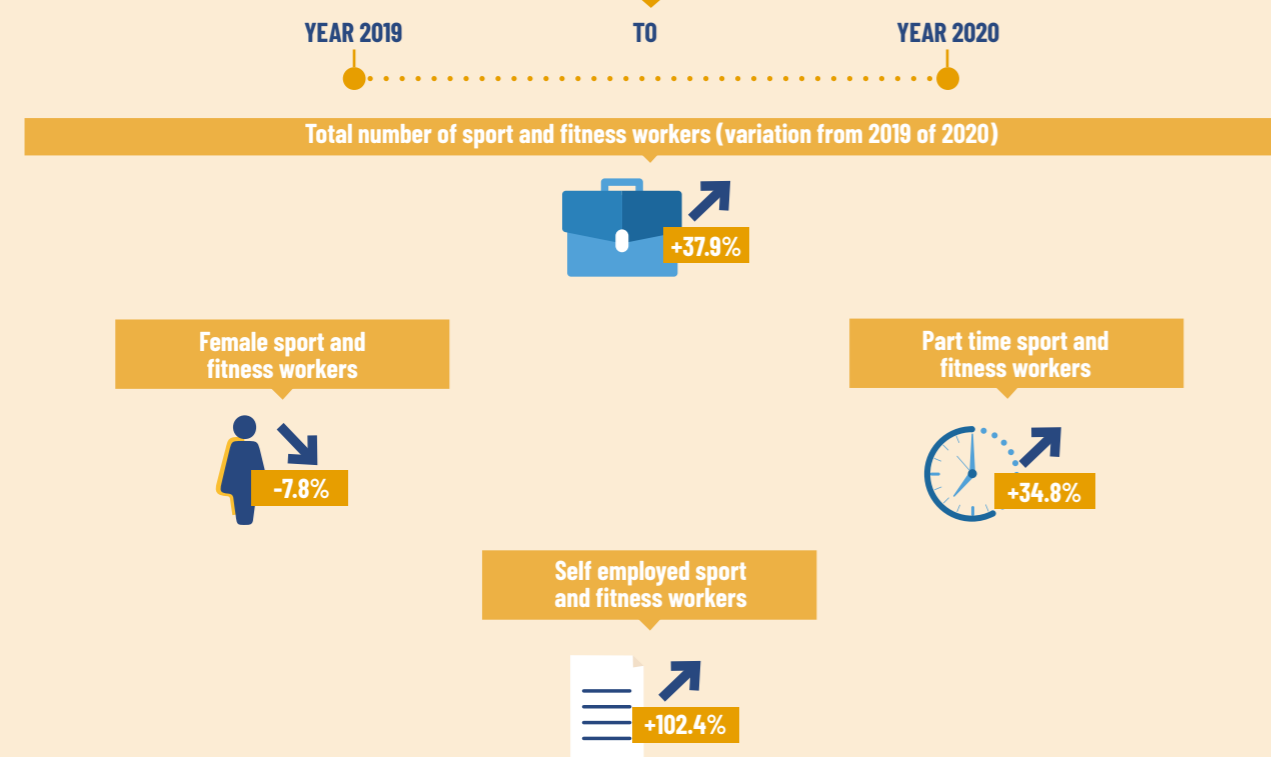 YEAR 2019 TO YEAR 2020
Total number of sport and fitness workers (variation from 2019 of 2020)
+37.9%
Female sport and
fitness workers
-7.8%
Part time sport and
fitness workers
+34.8%
Self employed sport
and fitness workers
+102.4%